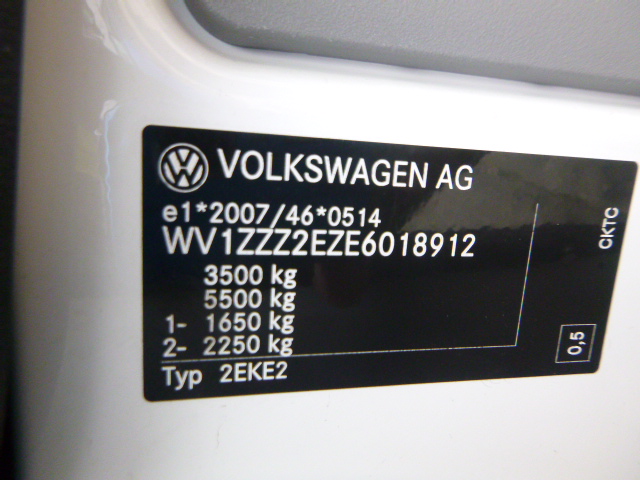 VOLKSWAGEN AG
e1*2007/46*0514
WV1ZZZ2EZE6018912
3500 kg
5500 kg
1- 1650 kg
2- 2250 kg
Typ 2EKE2
CKTC
0,5